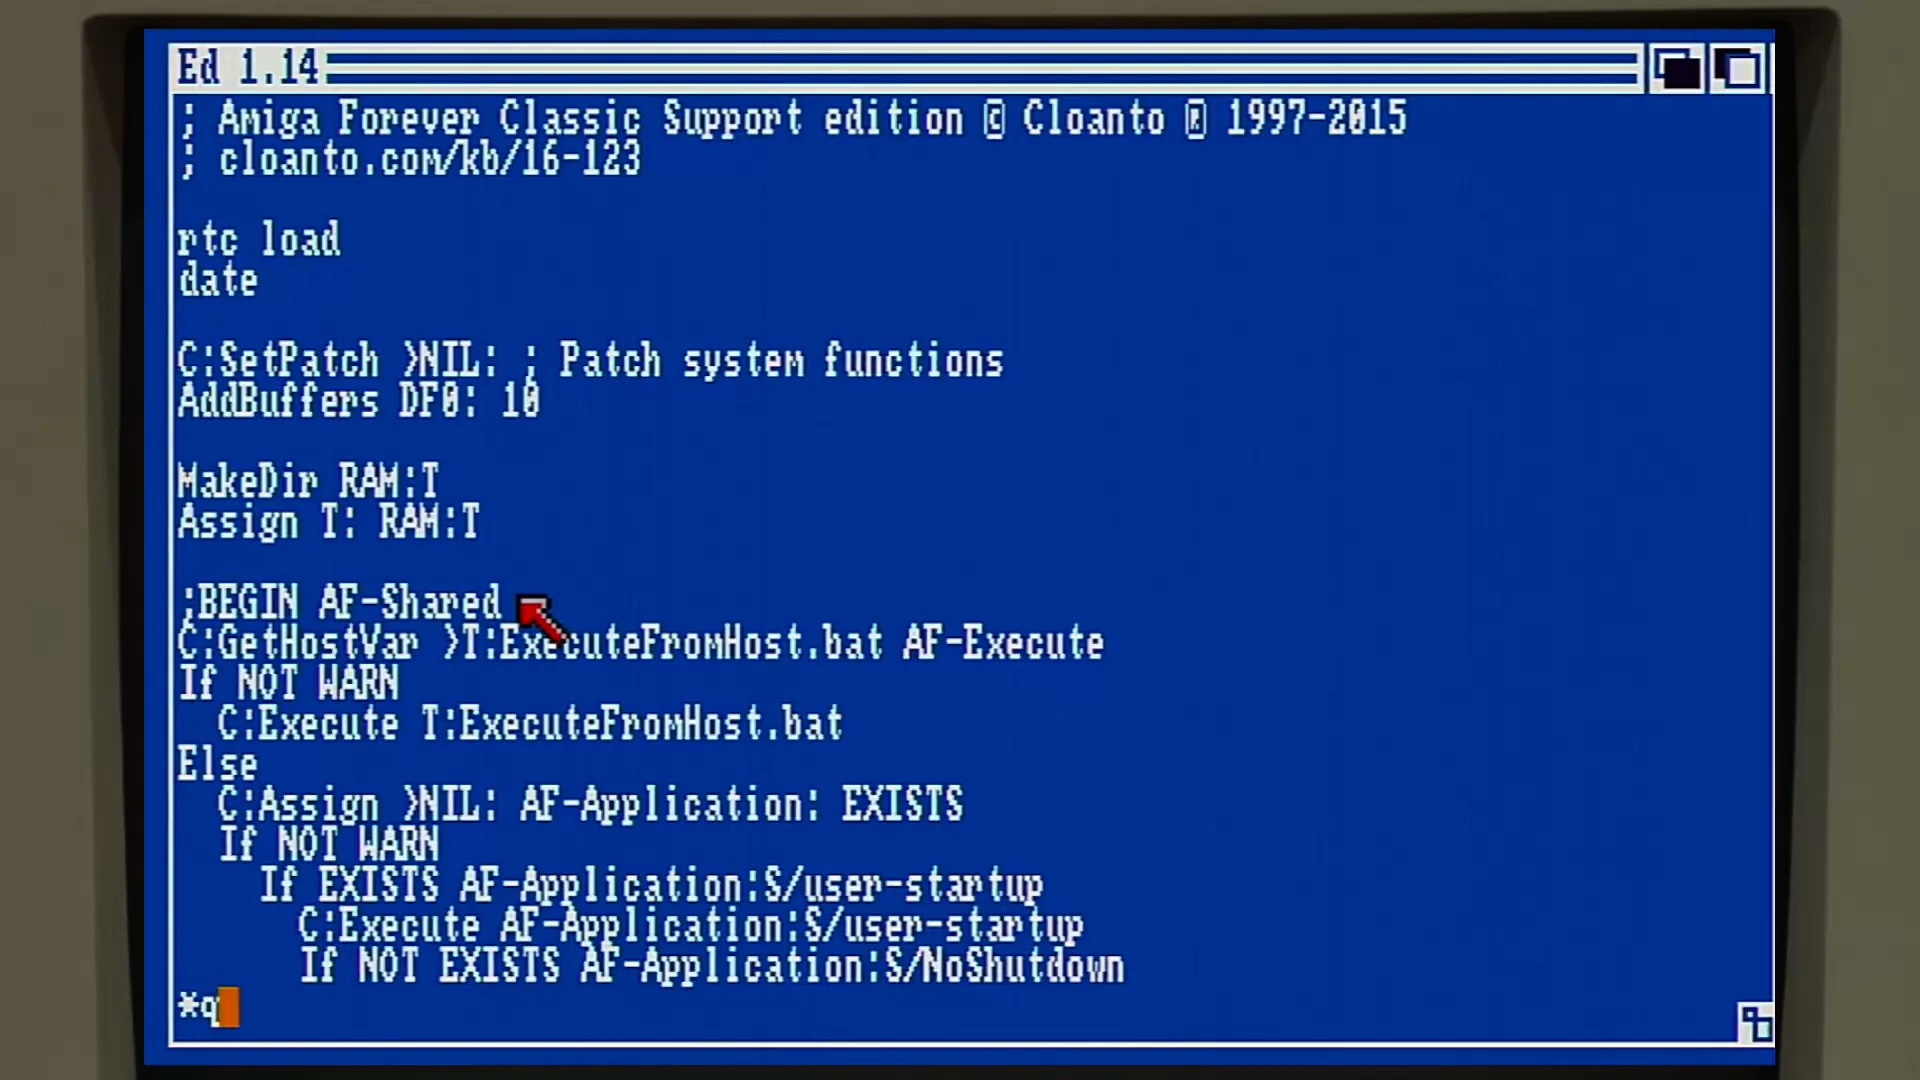 Ed 1.14
; Amiga Forever Classic Support edition © Cloanto ® 1997-2015
; cloanto.com/kb/16-123
rtc load
date
C:SetPatch >NIL: ; Patch system functions
AddBuffers DF0: 10
MakeDir RAM:T
Assign T: RAM:T
;BEGIN AF-Shared
C:GetHostVar >T:ExecuteFromHost.bat AF-Execute
If NOT WARN
C:Execute T:ExecuteFromHost.bat
Else
C:Assign >NIL: AF-Application: EXISTS
If NOT WARN
If EXISTS AF-Application:S/user-startup
C:Execute AF-Application:S/user-startup
If NOT EXISTS AF-Application:S/NoShutdown
*q